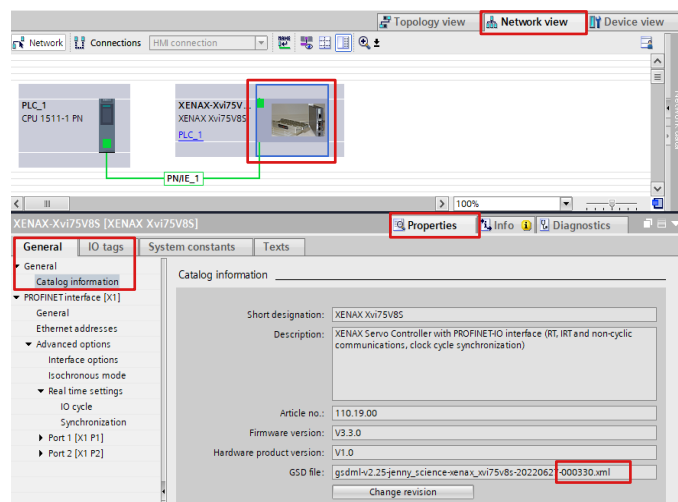 Topology view Network view Device view
Network Connections HMI connection
PLC_1
CPU 1511-1 PN
XENAX-Xvi75V...
XENAX Xvi75V8S
PLC_1
PN/IE_1
100%
XENAX-Xvi75V8S [XENAX Xvi75V8S]
Properties Info Diagnostics
General IO tags System constants Texts
General
Catalog information
PROFINET interface [X1]
General
Ethernet addresses
Advanced options
Interface options
Isochronous mode
Real time settings
IO cycle
Synchronization
Port 1 [X1 P1]
Port 2 [X1 P2]
Catalog information
Short designation: XENAX Xvi75V8S
Description: XENAX Servo Controller with PROFINET-IO interface (RT, IRT and non-cyclic
communications, clock cycle synchronization)
Article no.: 110.19.00
Firmware version: V3.3.0
Hardware product version: V1.0
GSD file: gsdml-v2.25-jenny_science-xenax_xvi75v8s-20220627-000330.xml
Change revision